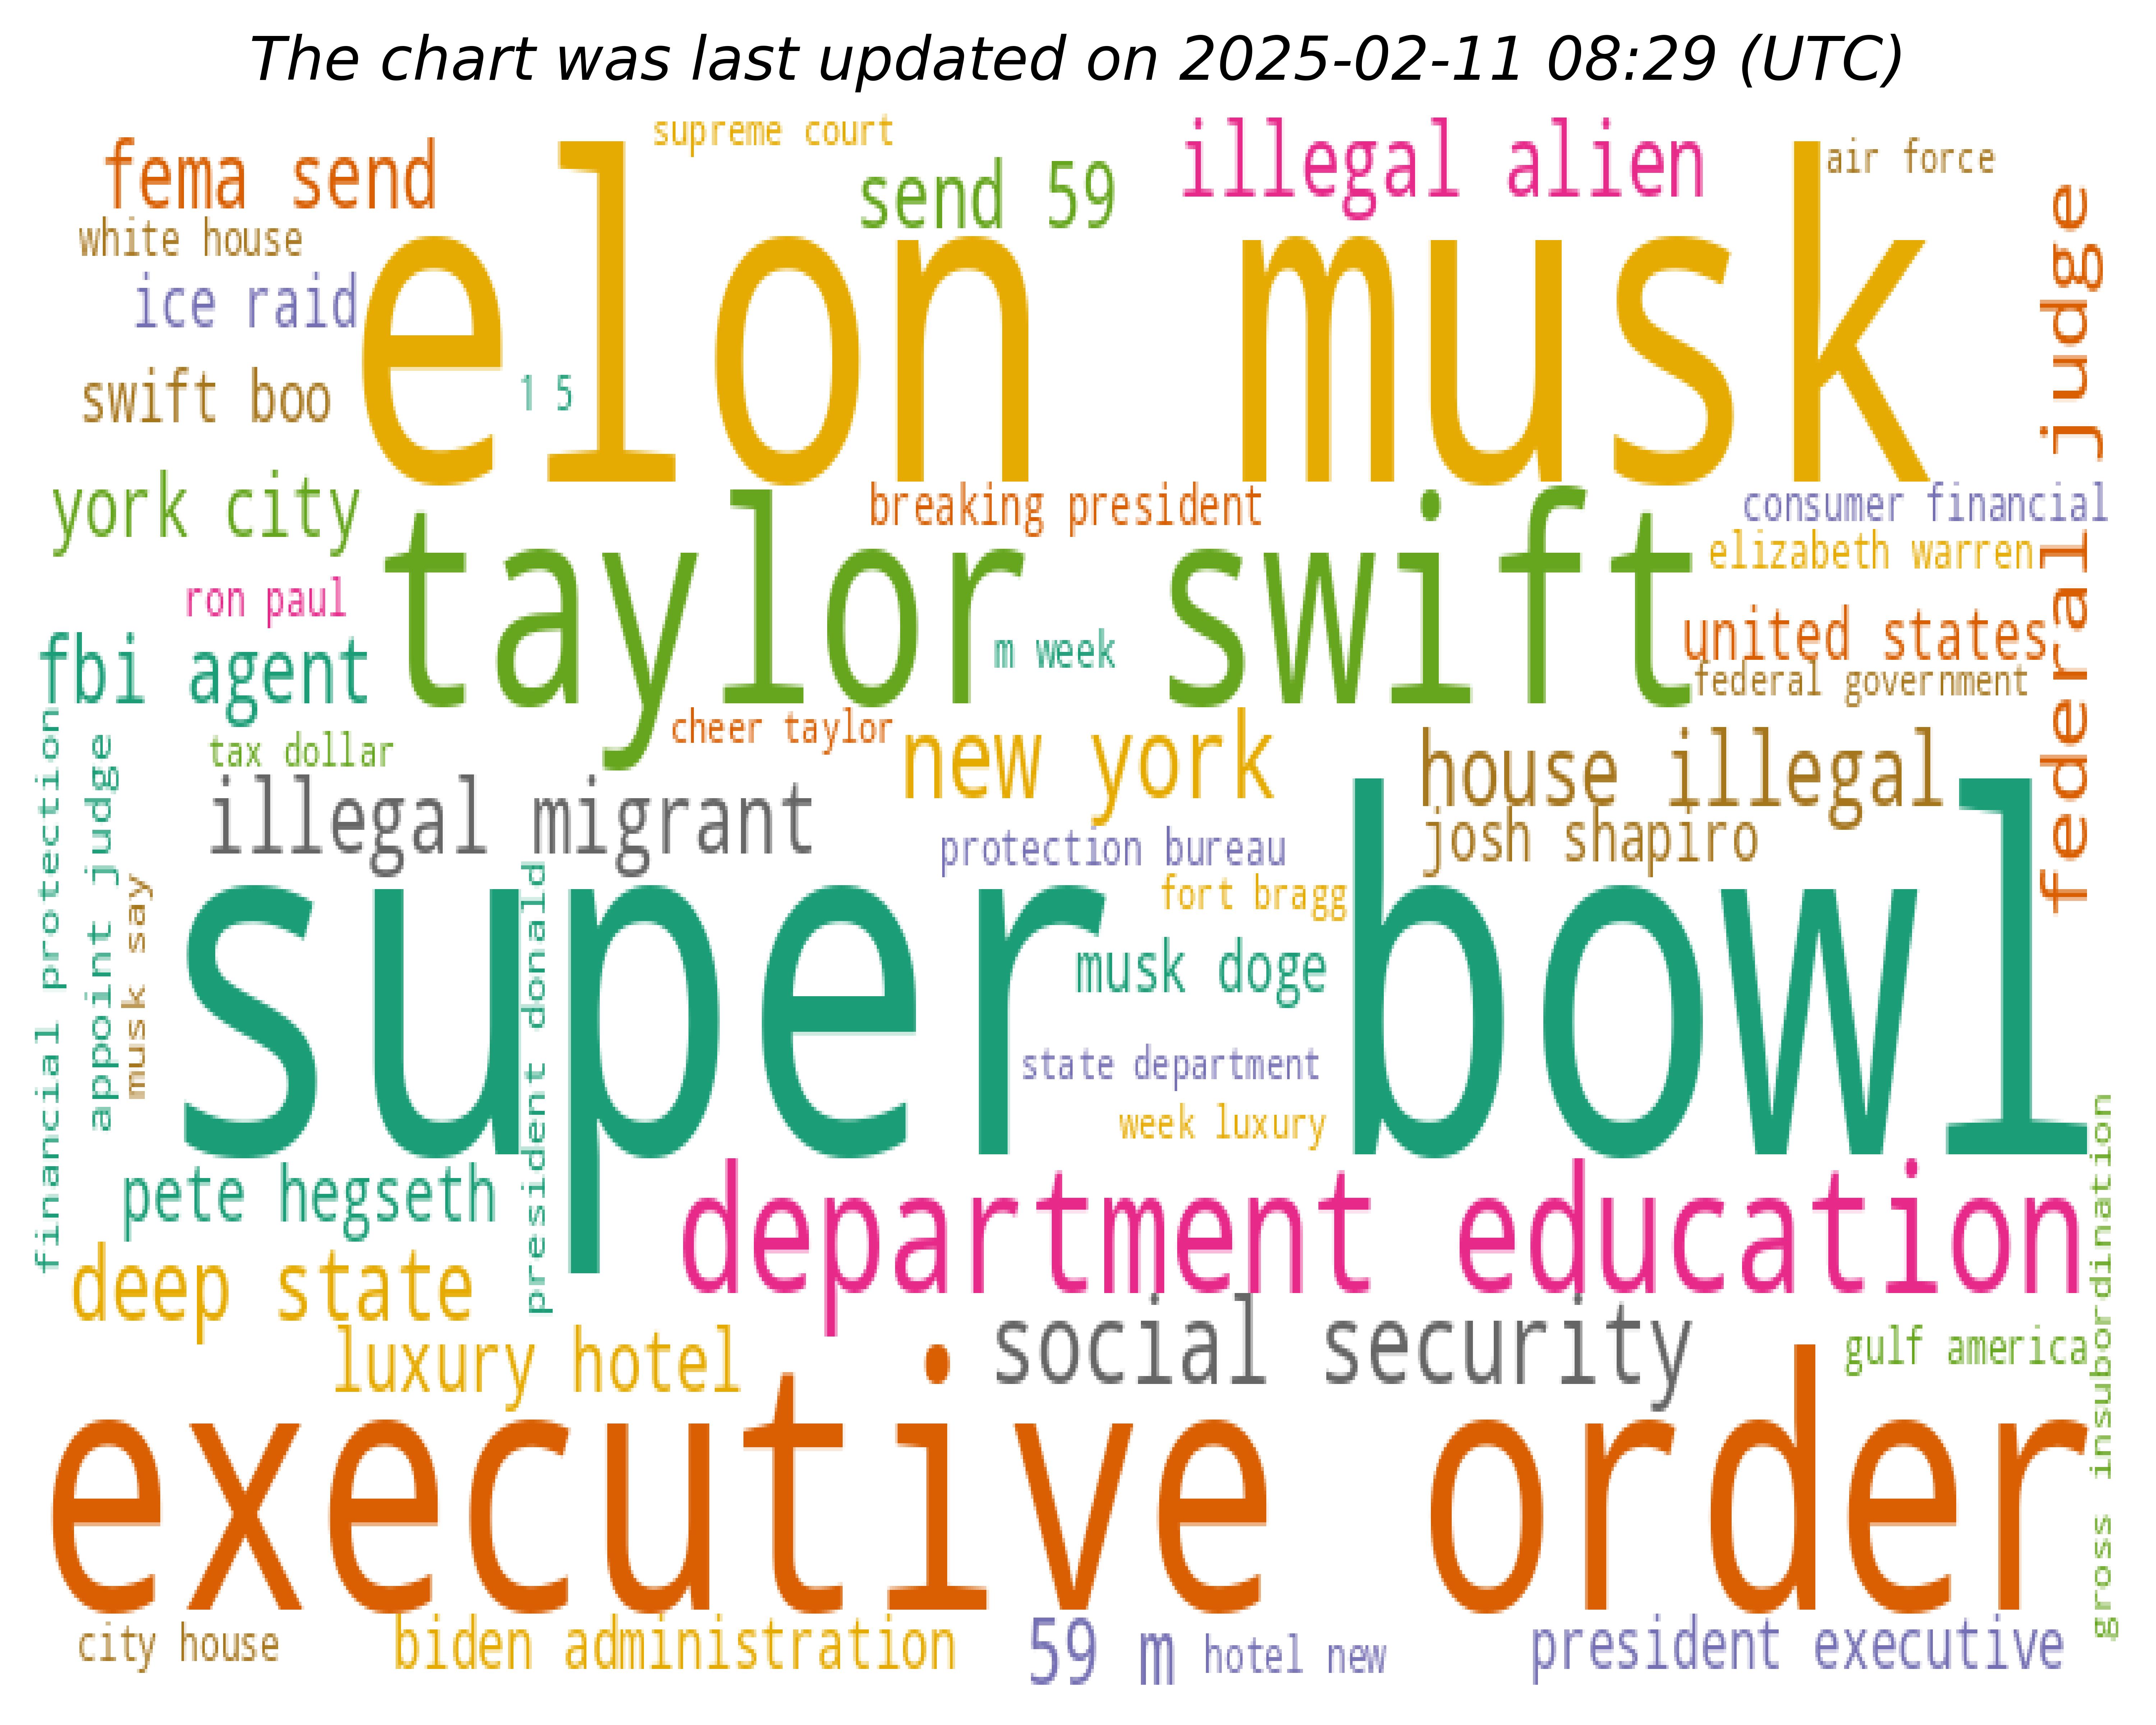 The chart was last updated on 2025-02-11 08:29 (UTC)
supreme court
illegal alien
air force
fema send
send 59
white house
elon musk
ice raid
federal judge
swift boo
1 5
york city
breaking president
consumer financial
taylor swift
elizabeth warren
ron paul
united states
fbi agent
m week
federal government
cheer taylor
tax dollar
new york
house illegal
illegal migrant
josh shapiro
protection bureau
financial protection
appoint judge
musk say
president donald
fort bragg
super bowl
musk doge
state department
week luxury
pete hegseth
department education
gross insubordination
deep state
social security
luxury hotel
gulf america
executive order
city house
biden administration
59 m
hotel new
president executive